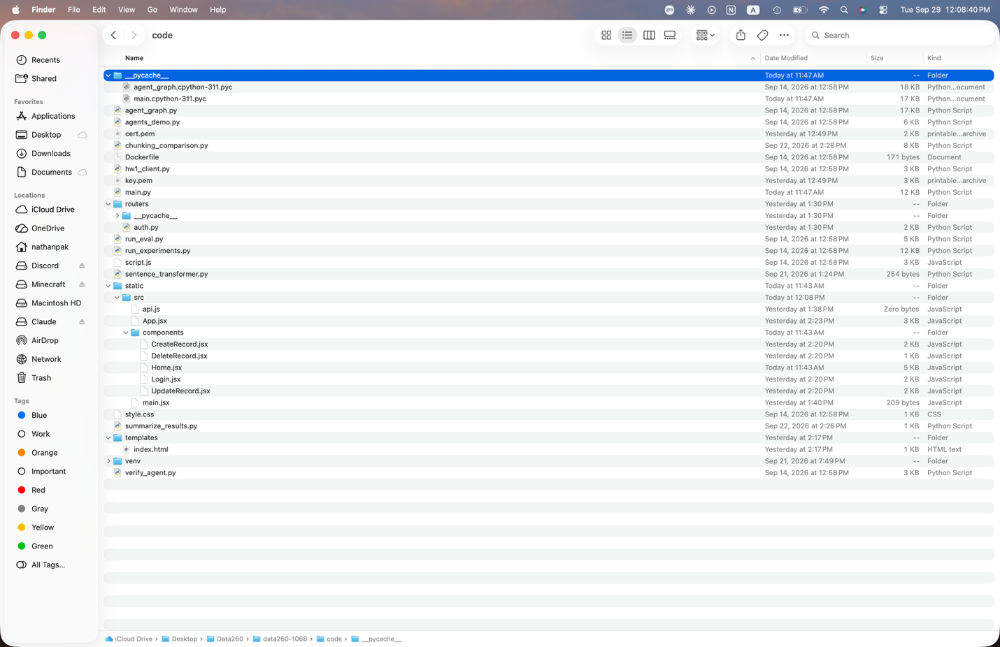 Finder File Edit View Go Window Help zm A Tue Sep 29 12:08:40 PM
code Search
Recents
Shared
Favorites
Applications
Desktop
Downloads
Documents
Locations
iCloud Drive
OneDrive
nathanpak
Discord
Minecraft
Macintosh HD
Claude
AirDrop
Network
Trash
Tags
Blue
Work
Orange
Important
Red
Gray
Yellow
Green
All Tags...
Name Date Modified Size Kind
__pycache__ Today at 11:47 AM -- Folder
agent_graph.cpython-311.pyc Sep 14, 2026 at 12:58 PM 18 KB Python...ocument
main.cpython-311.pyc Today at 11:47 AM 17 KB Python...ocument
agent_graph.py Sep 14, 2026 at 12:58 PM 17 KB Python Script
agents_demo.py Sep 14, 2026 at 12:58 PM 6 KB Python Script
cert.pem Yesterday at 12:49 PM 2 KB printable...archive
chunking_comparison.py Sep 22, 2026 at 2:28 PM 8 KB Python Script
Dockerfile Sep 14, 2026 at 12:58 PM 171 bytes Document
hw1_client.py Sep 14, 2026 at 12:58 PM 3 KB Python Script
key.pem Yesterday at 12:49 PM 3 KB printable...archive
main.py Today at 11:47 AM 12 KB Python Script
routers Yesterday at 1:30 PM -- Folder
__pycache__ Yesterday at 1:30 PM -- Folder
auth.py Yesterday at 1:30 PM 2 KB Python Script
run_eval.py Sep 14, 2026 at 12:58 PM 5 KB Python Script
run_experiments.py Sep 14, 2026 at 12:58 PM 12 KB Python Script
script.js Sep 14, 2026 at 12:58 PM 3 KB JavaScript
sentence_transformer.py Sep 21, 2026 at 1:24 PM 254 bytes Python Script
static Today at 11:43 AM -- Folder
src Today at 12:08 PM -- Folder
api.js Yesterday at 1:38 PM Zero bytes JavaScript
App.jsx Yesterday at 2:23 PM 3 KB JavaScript
components Today at 11:43 AM -- Folder
CreateRecord.jsx Yesterday at 2:20 PM 2 KB JavaScript
DeleteRecord.jsx Yesterday at 2:20 PM 1 KB JavaScript
Home.jsx Today at 11:43 AM 5 KB JavaScript
Login.jsx Yesterday at 2:20 PM 2 KB JavaScript
UpdateRecord.jsx Yesterday at 2:20 PM 2 KB JavaScript
main.jsx Yesterday at 1:40 PM 209 bytes JavaScript
style.css Sep 14, 2026 at 12:58 PM 1 KB CSS
summarize_results.py Sep 22, 2026 at 2:26 PM 1 KB Python Script
templates Yesterday at 2:17 PM -- Folder
index.html Yesterday at 2:17 PM 1 KB HTML text
venv Sep 21, 2026 at 7:49 PM -- Folder
verify_agent.py Sep 14, 2026 at 12:58 PM 3 KB Python Script
iCloud Drive › Desktop › Data260 › data260-1066 › code › __pycache__